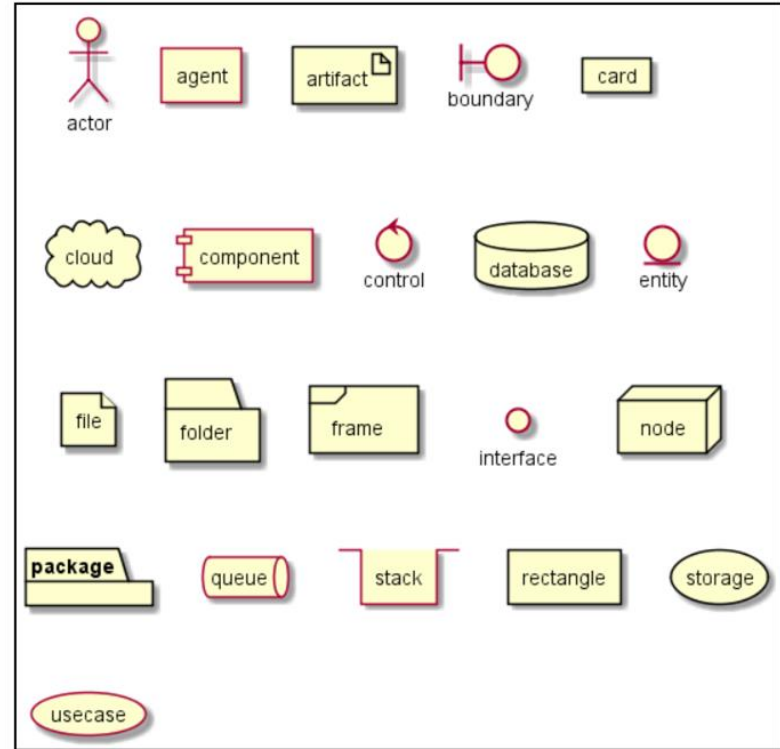 actor
agent
artifact
boundary
card
cloud
component
control
database
entity
file
folder
frame
interface
node
package
queue
stack
rectangle
storage
usecase